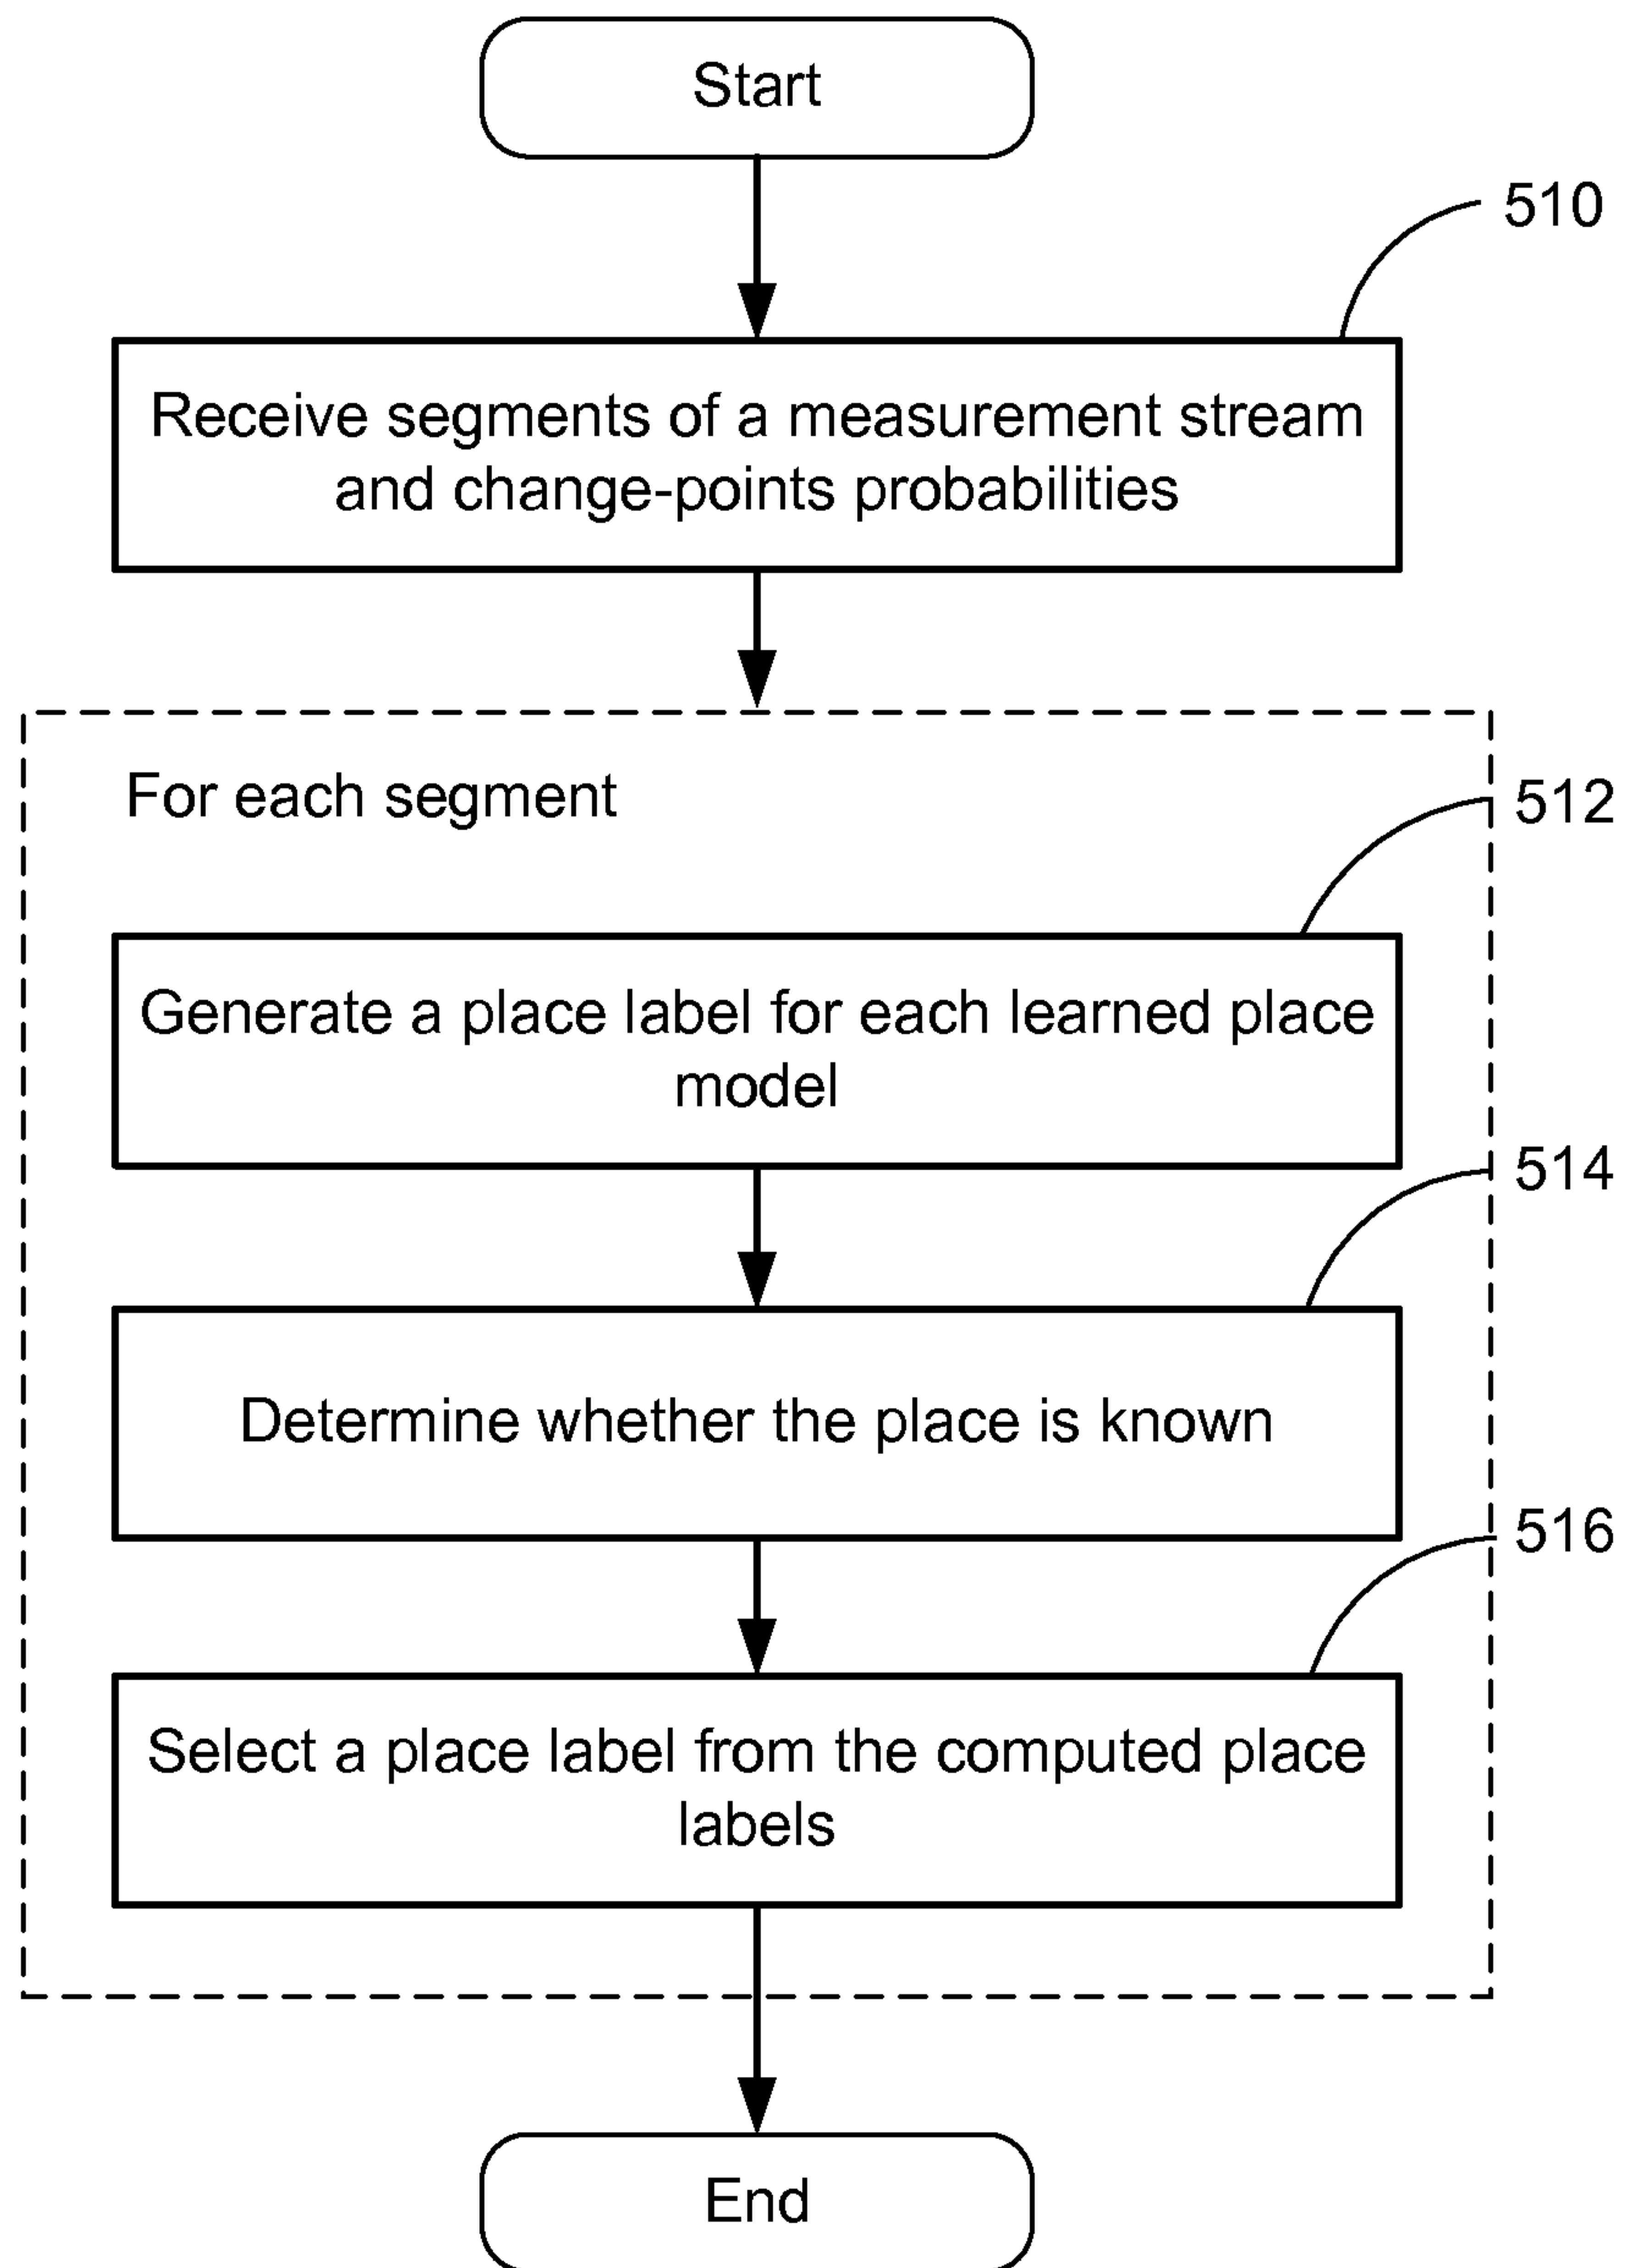 Start
510
Receive segments of a measurement stream
and change-points probabilities
For each segment
512
Generate a place label for each learned place
model
514
Determine whether the place is known
516
Select a place label from the computed place
labels
End